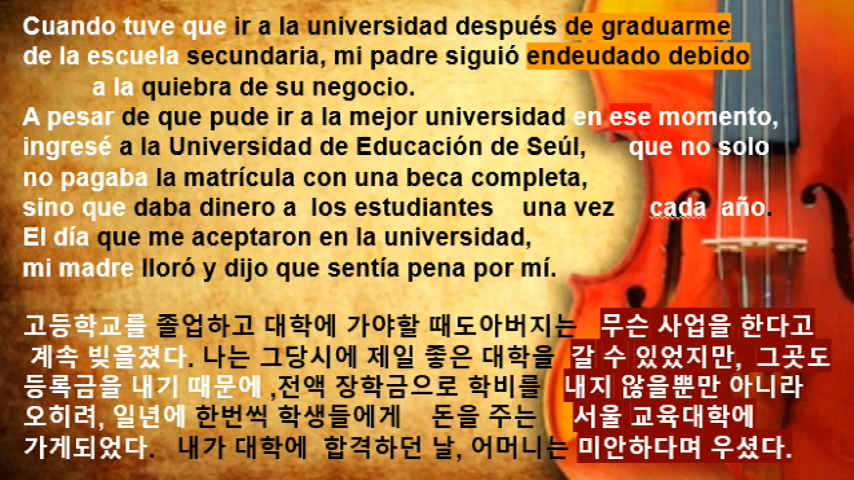 Cuando tuve que ir a la universidad después de graduarme
de la escuela secundaria, mi padre siguió endeudado debido
a la quiebra de su negocio.
A pesar de que pude ir a la mejor universidad en ese momento,
ingresé a la Universidad de Educación de Seúl, que no solo
no pagaba la matrícula con una beca completa,
sino que daba dinero a los estudiantes una vez cada año.
El día que me aceptaron en la universidad,
mi madre lloró y dijo que sentía pena por mí.
고등학교를 졸업하고 대학에 가야할 때도아버지는 무슨 사업을 한다고
계속 빚을졌다. 나는 그당시에 제일 좋은 대학을 갈 수 있었지만, 그곳도
등록금을 내기 때문에 ,전액 장학금으로 학비를 내지 않을뿐만 아니라
오히려, 일년에 한번씩 학생들에게 돈을 주는 서울 교육대학에
가게되었다. 내가 대학에 합격하던 날, 어머니는 미안하다며 우셨다.